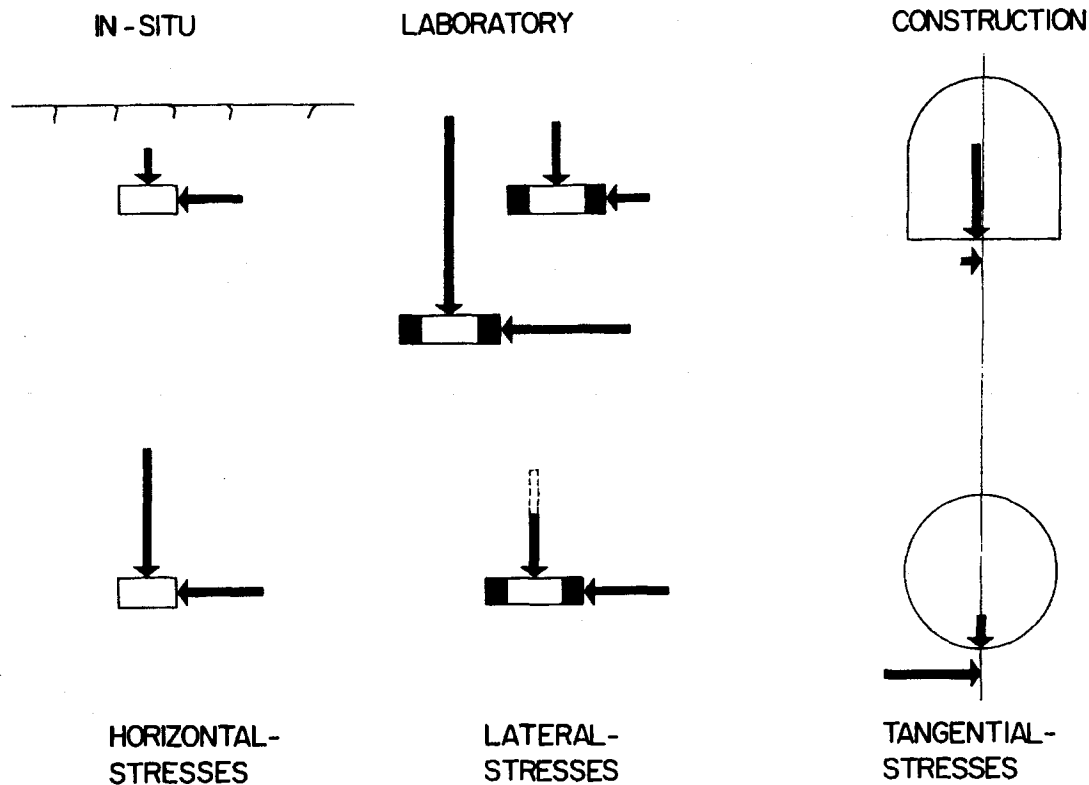 IN-SITU
LABORATORY
CONSTRUCTION
HORIZONTAL-
STRESSES
LATERAL-
STRESSES
TANGENTIAL-
STRESSES